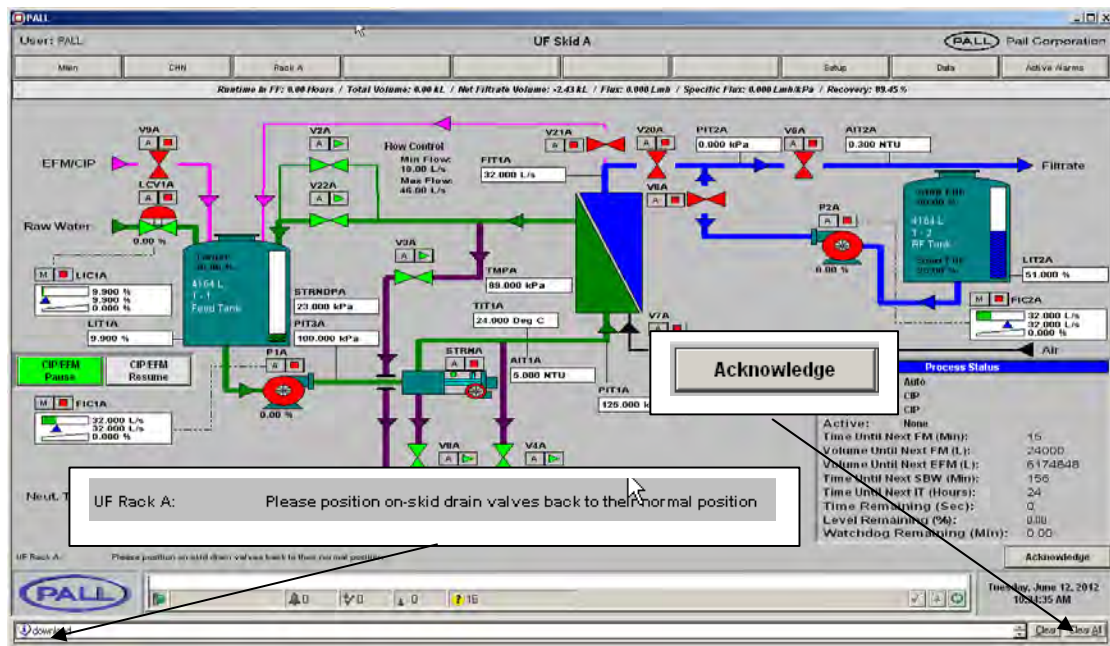 PALL
User: PALL
UF Skid A
PALL Pall Corporation
Main CHN Rack A Setup Data Active Alarms
Runtime in FF: 0.00 Hours / Total Volume: 0.00 kL / Net Filtrate Volume: -2.43 kL / Flux: 0.000 Lmh / Specific Flux: 0.000 Lmh/kPa / Recovery: 89.45 %
V9A
A
V2A
A
Flow Control
Min Flow:
10.00 L/s
Max Flow:
46.00 L/s
FIT1A
32.000 L/s
V21A
A
V20A
A
PIT2A
0.000 kPa
V6A
A
AIT2A
0.300 NTU
EFM/CIP
Filtrate
LCV1A
A
V22A
A
A
P2A
A
Raw Water
0.00 %
0.00 %
4164 L
T - 2
RF Tank
V3A
A
4164 L
T - 1
Feed Tank
M LIC1A
9.900 %
9.900 %
0.000 %
STRNDPA
23.000 kPa
TMPA
89.000 kPa
LIT2A
51.000 %
LIT1A
9.900 %
PIT3A
100.000 kPa
TIT1A
24.000 Deg C
V7A
A
M FIC2A
32.000 L/s
32.000 L/s
0.000 %
Air
CIP/EFM
Pause
CIP/EFM
Resume
P1A
A
0.00 %
STRNA
A
AIT1A
5.000 NTU
PIT1A
Acknowledge
M FIC1A
32.000 L/s
32.000 L/s
0.000 %
Process Status
Auto
CIP
CIP
Active: None
Time Until Next FM (Min): 15
Volume Until Next FM (L): 24000
Volume Until Next EFM (L): 6174848
Time Until Next SBW (Min): 156
Time Until Next IT (Hours): 24
Time Remaining (Sec): 0
Level Remaining (%): 0.00
Watchdog Remaining (Min): 0.00
V8A
A
V4A
A
Neut. T
UF Rack A: Please position on-skid drain valves back to their normal position
UF Rack A: Please position on-skid drain valves back to their normal position
Acknowledge
PALL
0 0 0 ? 16
Tuesday, June 12, 2012
download
Clear Clear All